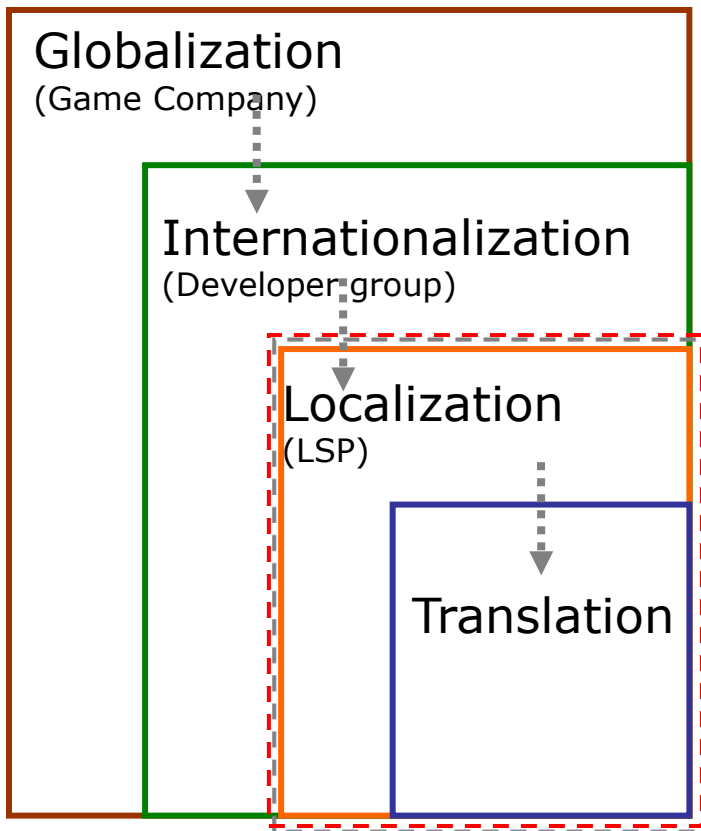 Globalization
(Game Company)
Internationalization
(Developer group)
Localization
(LSP)
Translation